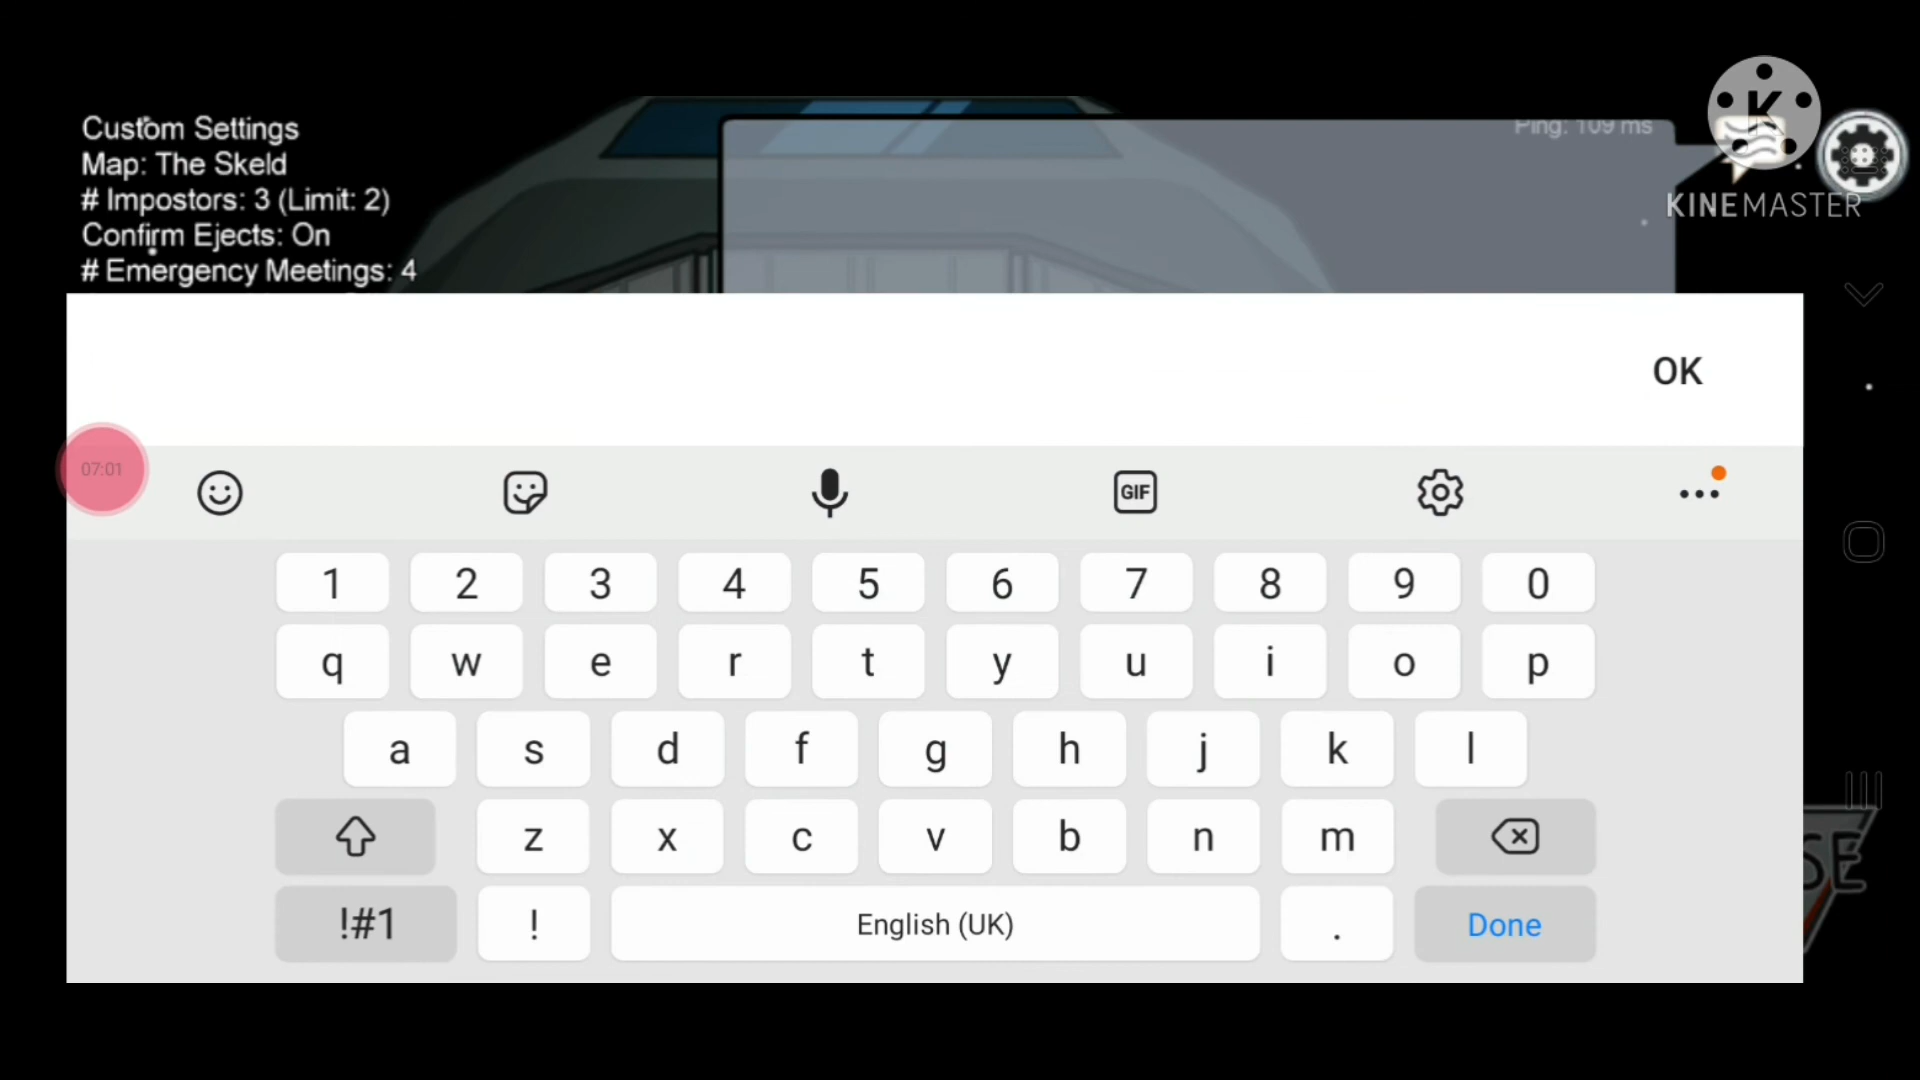 Custom Settings
Map: The Skeld
# Impostors: 3 (Limit: 2)
Confirm Ejects: On
# Emergency Meetings: 4
Ping: 109 ms
K
KINEMASTER
OK
07:01
GIF
1 2 3 4 5 6 7 8 9 0
q w e r t y u i o p
a s d f g h j k l
z x c v b n m
SE
!#1 ! English (UK) . Done